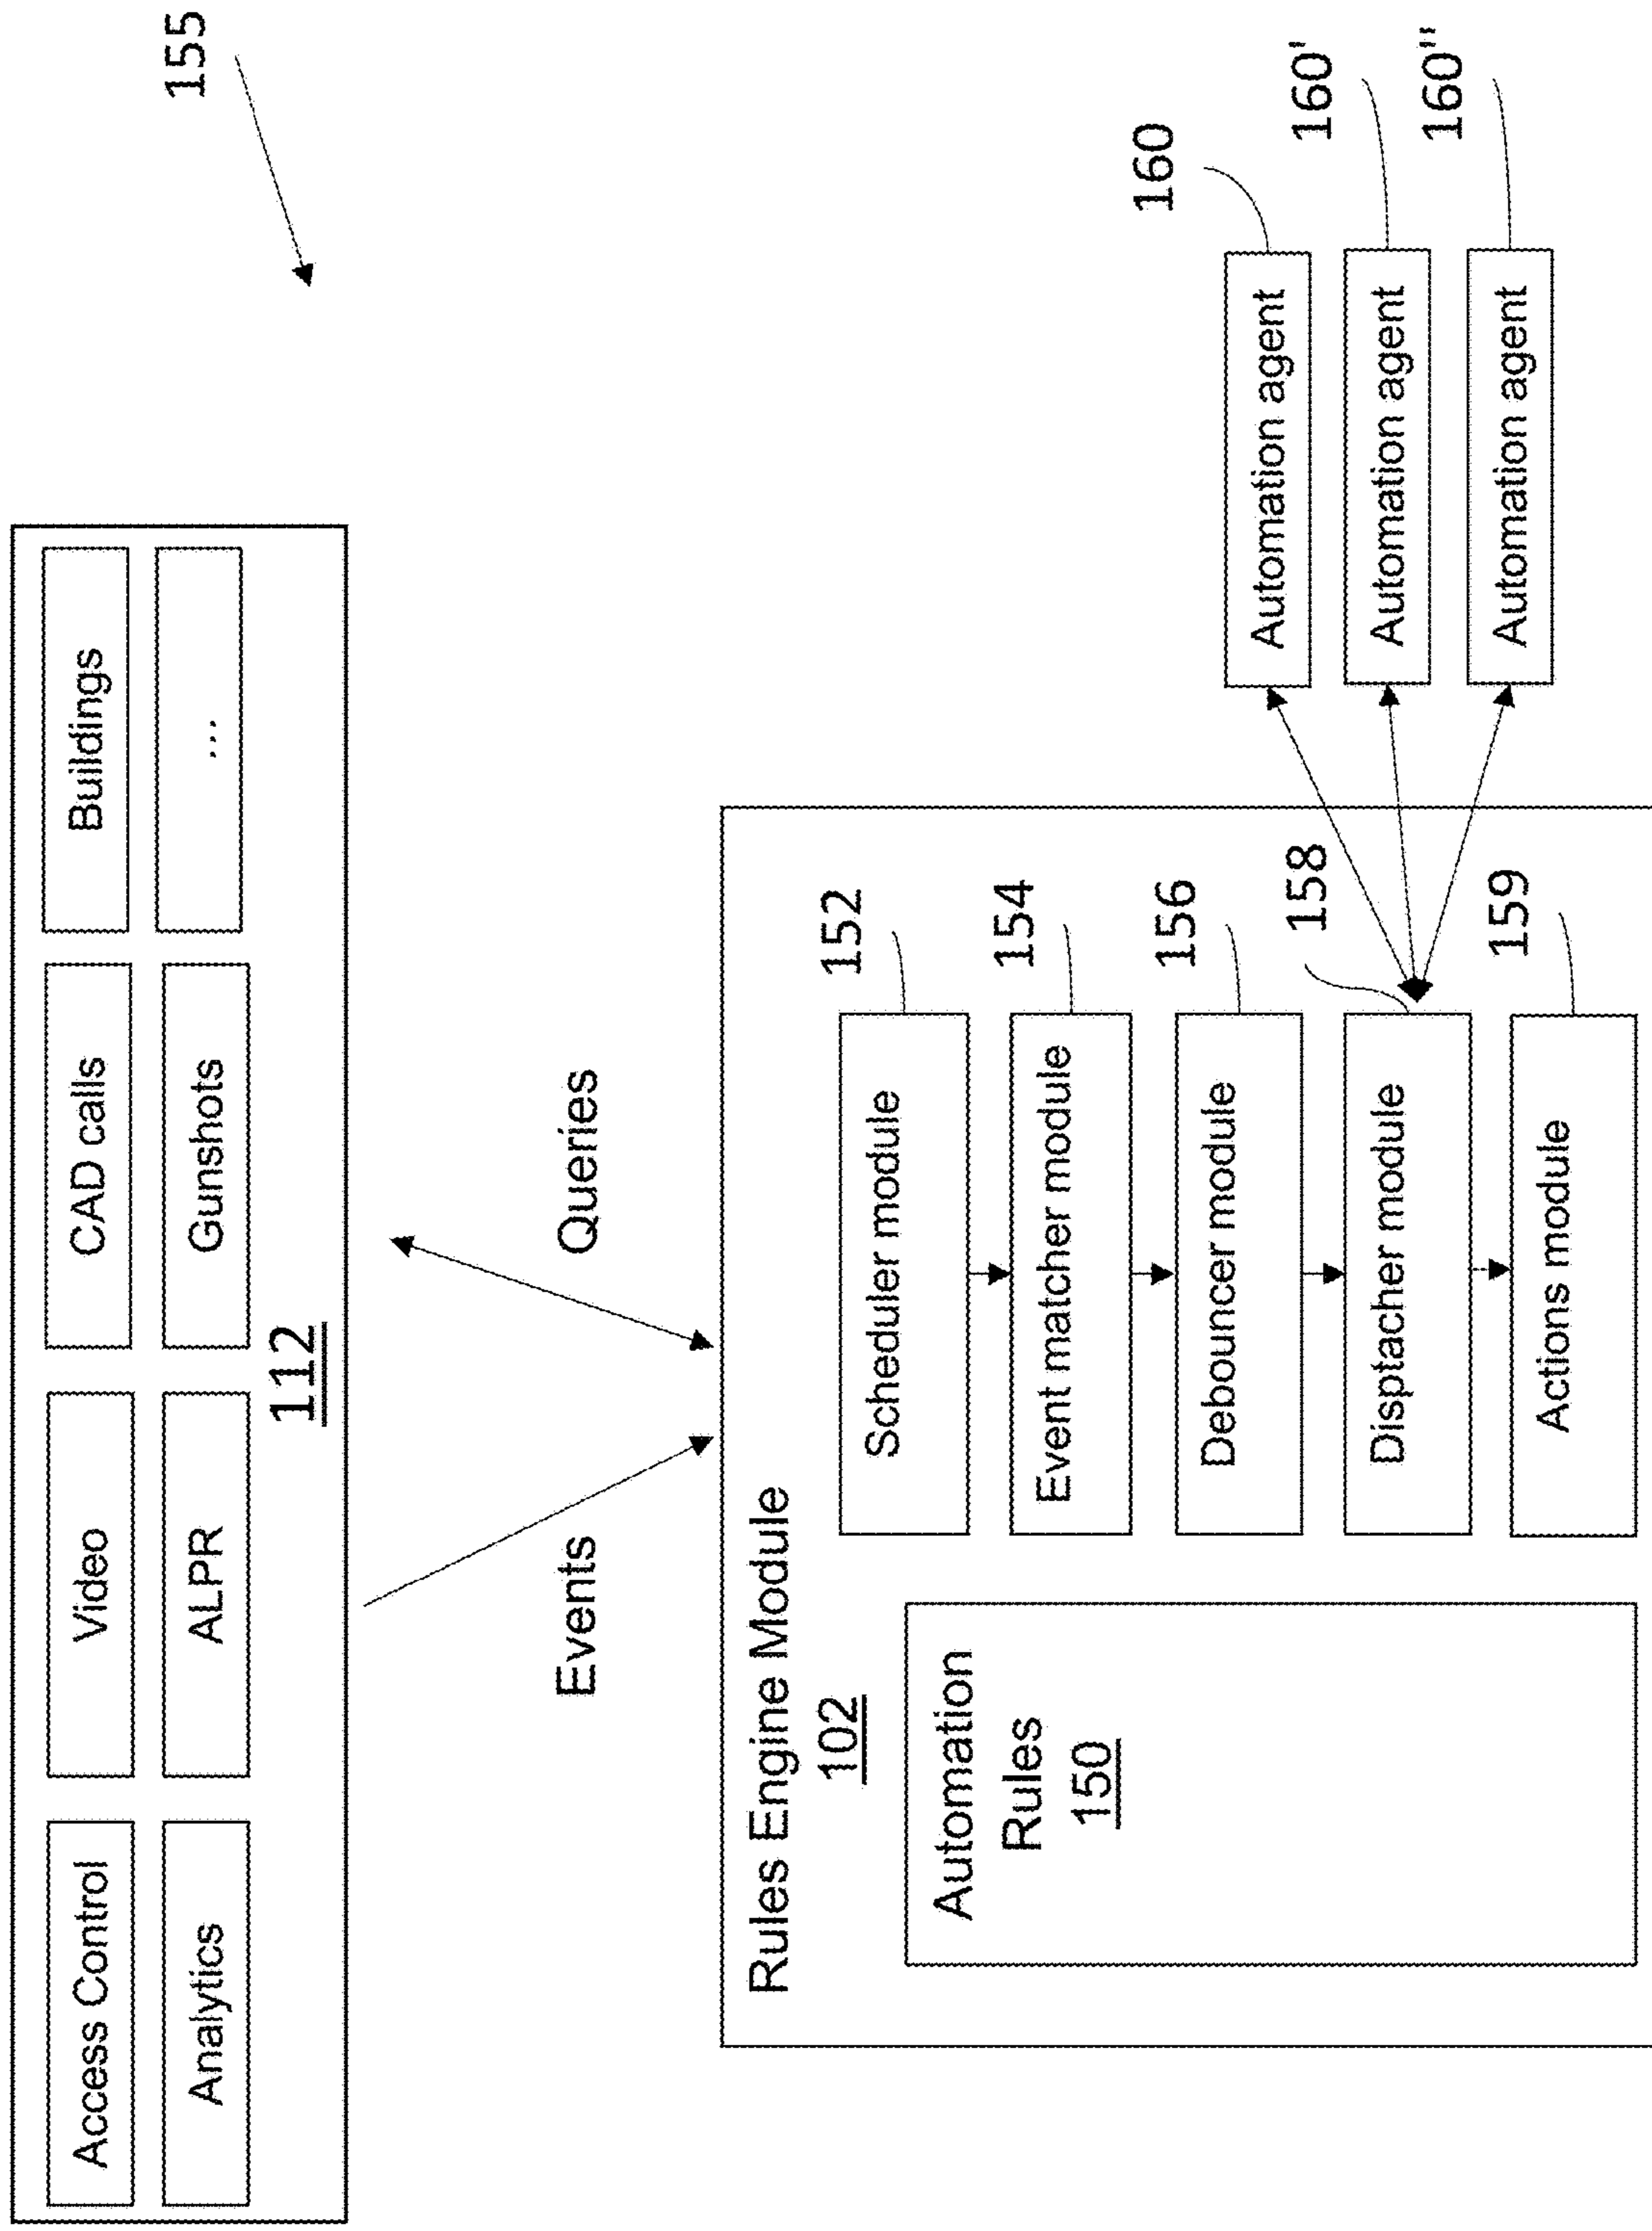 155
Access Control
Video
CAD calls
Buildings
Analytics
ALPR
Gunshots
...
112
Events
Queries
Rules Engine Module
102
Automation
Rules
150
Scheduler module
152
Event matcher module
154
Debouncer module
156
Disptacher module
158
Actions module
159
Automation agent
160
Automation agent
160'
Automation agent
160"